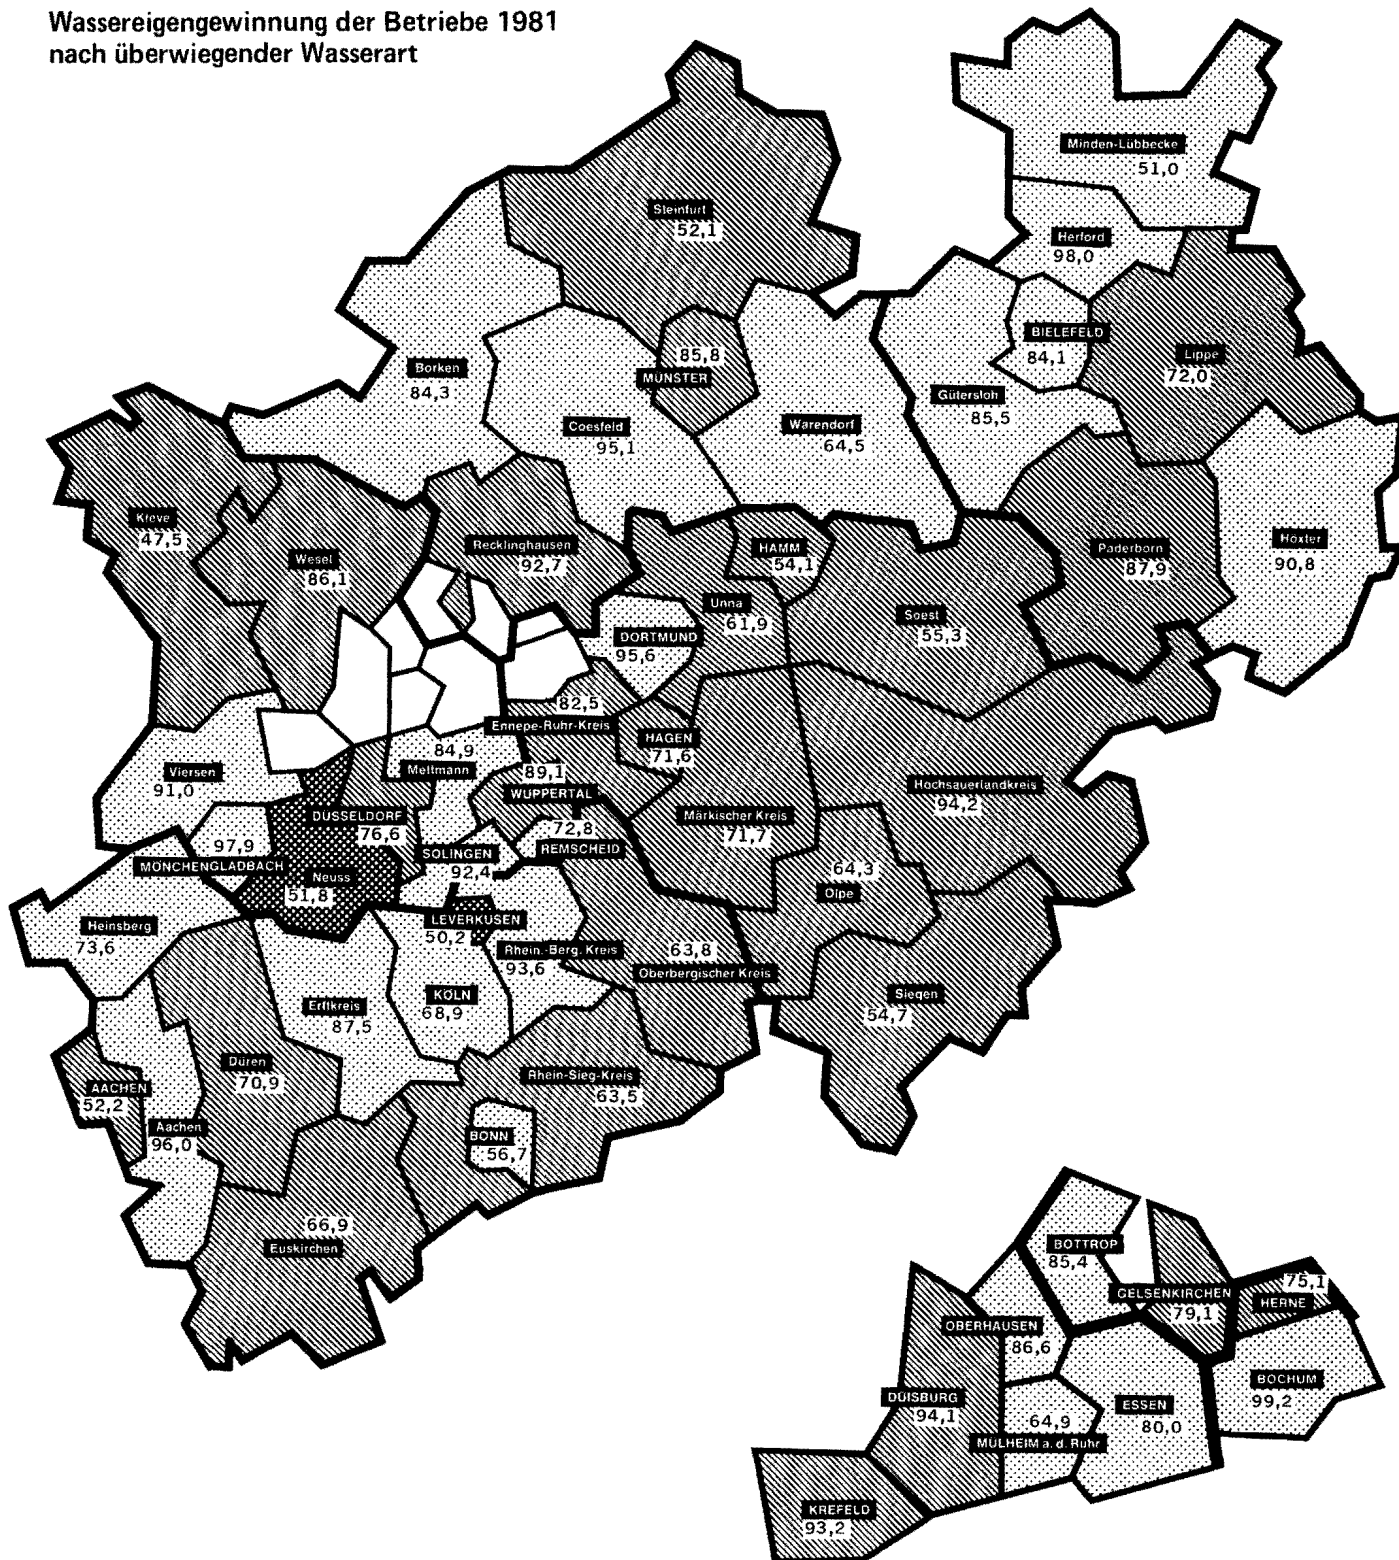 Wassereigengewinnung der Betriebe 1981
nach überwiegender Wasserart
Minden-Lübbecke
51,0
Steinfurt
52,1
Herford
98,0
BIELEFELD
84,1
Lippe
72,0
85,8
MÜNSTER
Borken
84,3
Gütersloh
85,5
Coesfeld
95,1
Warendorf
64,5
Kleve
47,5
Wesel
86,1
Recklinghausen
92,7
HAMM
54,1
Paderborn
87,9
Höxter
90,8
Unna
61,9
Soest
55,3
DORTMUND
95,6
82,5
Ennepe-Ruhr-Kreis
HAGEN
71,6
84,9
Mettmann
Viersen
91,0
89,1
WUPPERTAL
Hochsauerlandkreis
94,2
DÜSSELDORF
76,6
Märkischer Kreis
71,7
72,8
REMSCHEID
97,9
MÖNCHENGLADBACH
SOLINGEN
92,4
Neuss
51,8
64,3
Olpe
Heinsberg
73,6
LEVERKUSEN
50,2
Rhein.-Berg. Kreis
93,6
63,8
Oberbergischer Kreis
Erftkreis
87,5
KÖLN
68,9
Siegen
54,7
Düren
70,9
Rhein-Sieg-Kreis
63,5
AACHEN
52,2
Aachen
96,0
BONN
56,7
66,9
Euskirchen
BOTTROP
85,4
GELSENKIRCHEN
79,1
75,1
HERNE
OBERHAUSEN
86,6
BOCHUM
99,2
DUISBURG
94,1
ESSEN
80,0
64,9
MÜLHEIM a. d. Ruhr
KREFELD
93,2